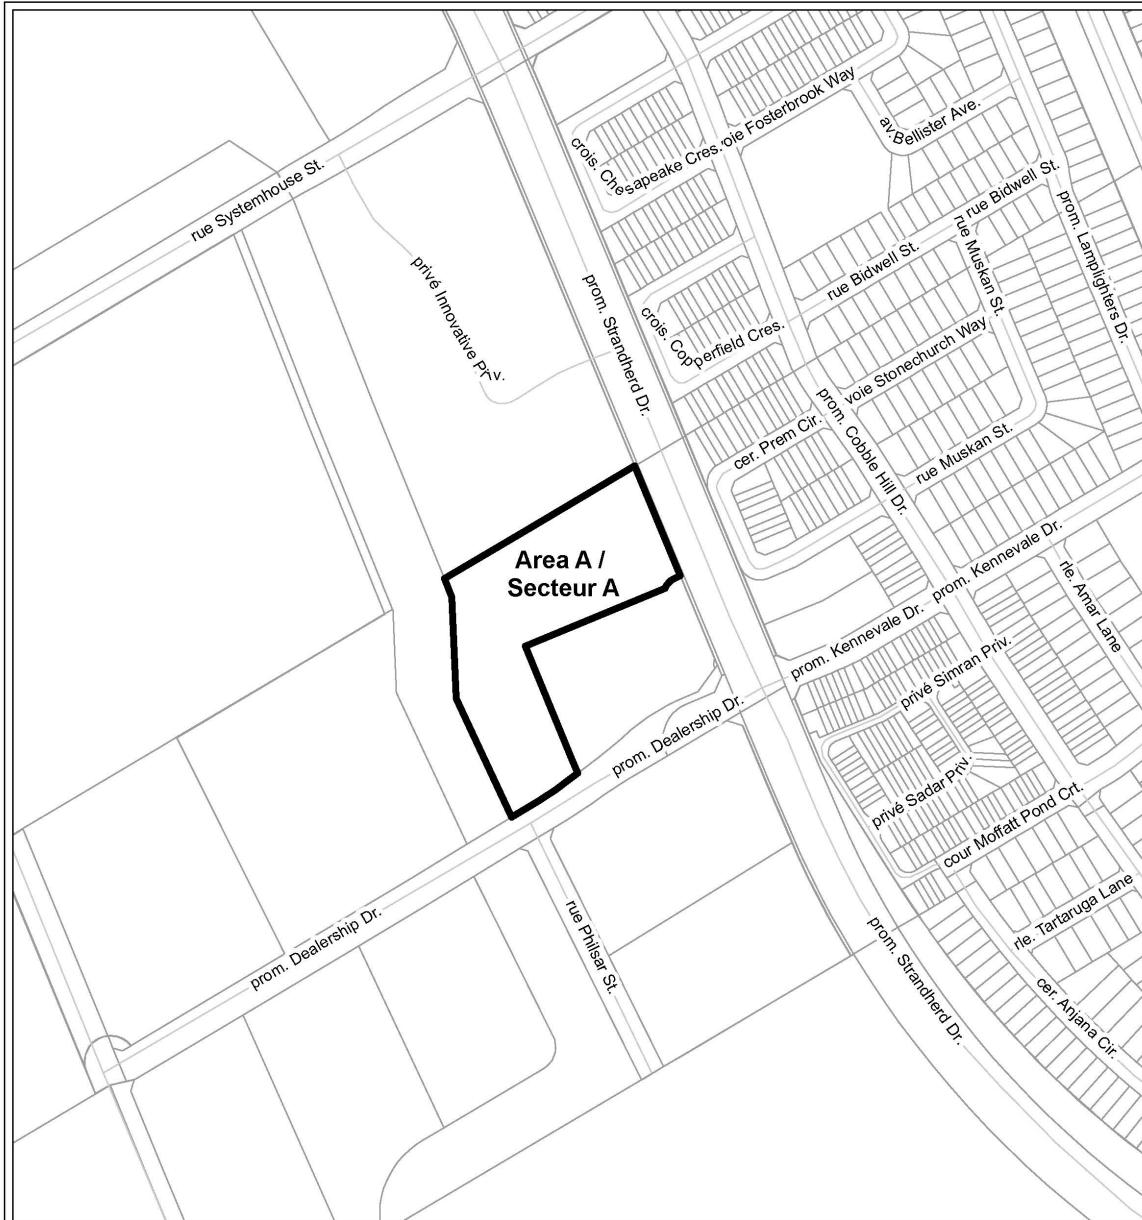 voie Fosterbrook Way
av.Bellister Ave.
crois. Chesapeake Cres.
rue Systemhouse St.
rue Bidwell St.
prom. Lamplighters Dr.
rue Muskan St.
rue Bidwell St.
privé Innovative Priv.
prom. Strandherd Dr.
crois. Copperfield Cres.
voie Stonechurch Way
prom. Cobble Hill Dr.
cer. Prem Cir.
rue Muskan St.
Area A /
Secteur A
prom. Kennevale Dr.
rle. Amar Lane
prom. Kennevale Dr.
privé Simran Priv.
prom. Dealership Dr.
privé Sadar Priv.
cour Moffatt Pond Crt.
rle. Tartaruga Lane
rue Philsar St.
prom. Dealership Dr.
prom. Strandherd Dr.
cer. Anjana Cir.